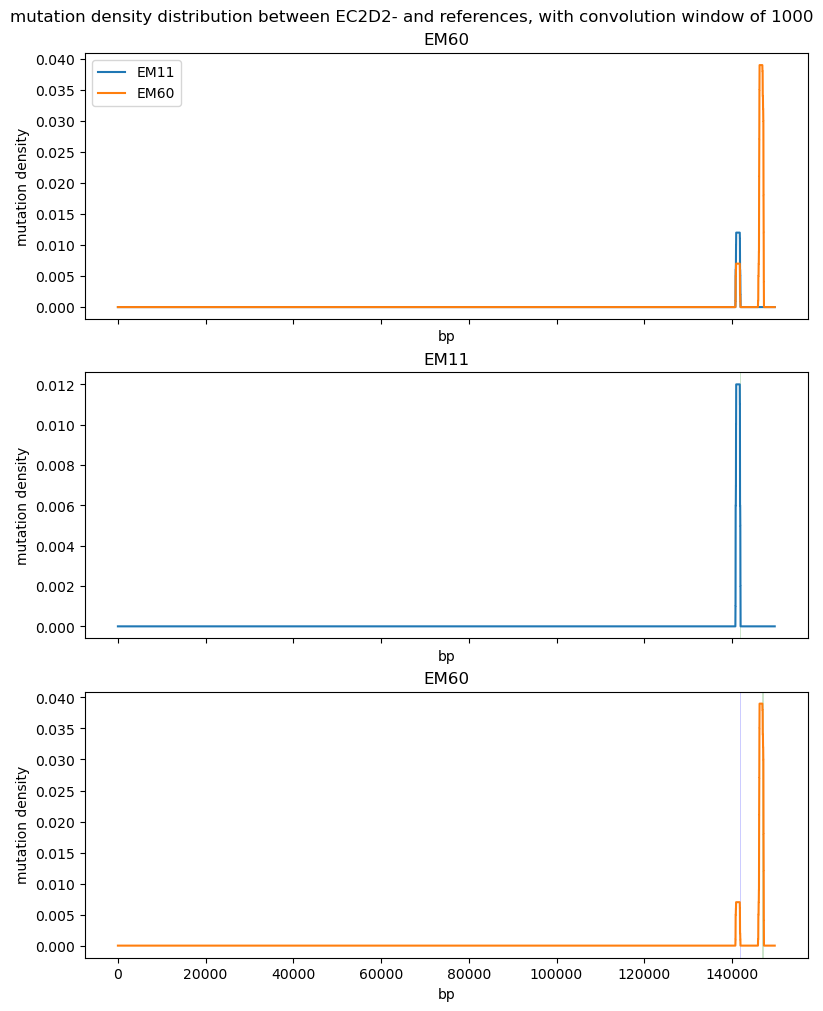 mutation density distribution between EC2D2- and references, with convolution window of 1000
EM60
0.040
0.035
0.030
0.025
0.020
0.015
0.010
0.005
0.000
mutation density
EM11
EM60
bp
EM11
0.012
0.010
0.008
0.006
0.004
0.002
0.000
mutation density
bp
EM60
0.040
0.035
0.030
0.025
0.020
0.015
0.010
0.005
0.000
mutation density
0 20000 40000 60000 80000 100000 120000 140000
bp